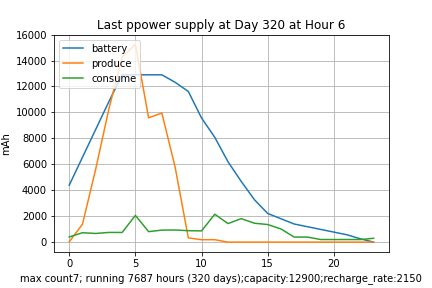 Last ppower supply at Day 320 at Hour 6
16000
14000
12000
10000
8000
6000
4000
2000
0
mAh
battery
produce
consume
0 5 10 15 20
max count7; running 7687 hours (320 days);capacity:12900;recharge_rate:2150